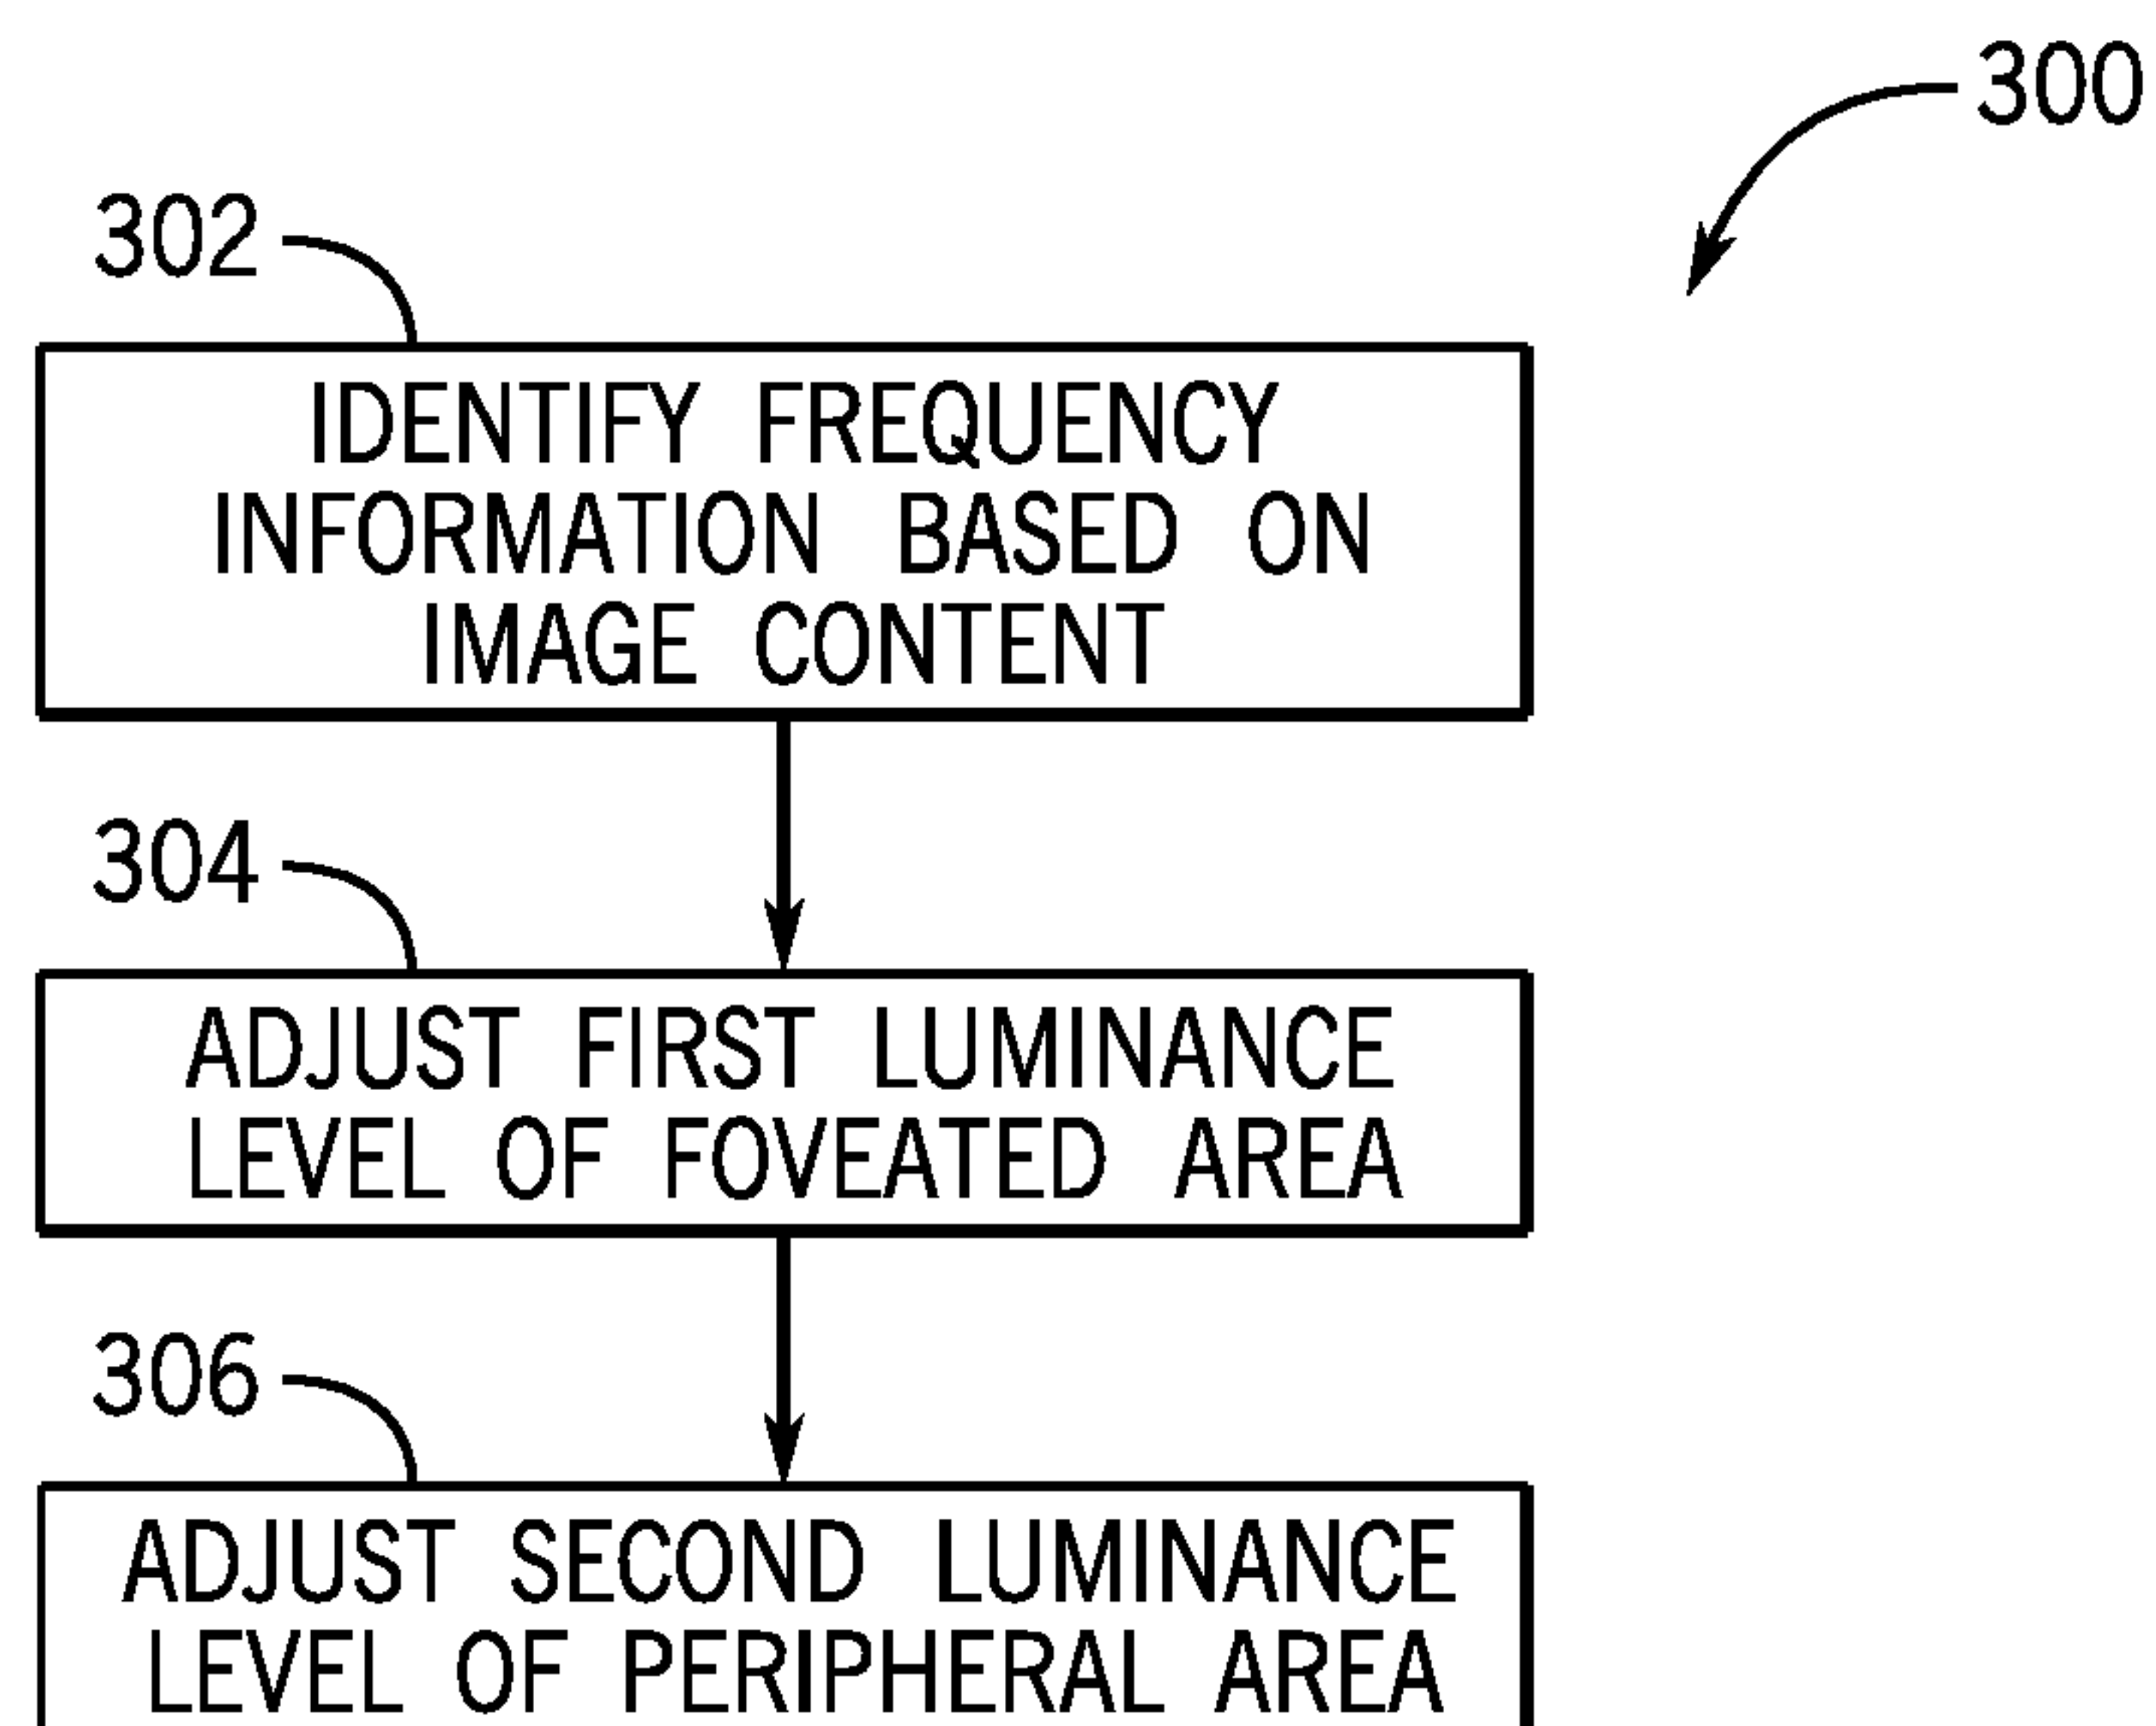 300
302
IDENTIFY FREQUENCY
INFORMATION BASED ON
IMAGE CONTENT
304
ADJUST FIRST LUMINANCE
LEVEL OF FOVEATED AREA
306
ADJUST SECOND LUMINANCE
LEVEL OF PERIPHERAL AREA